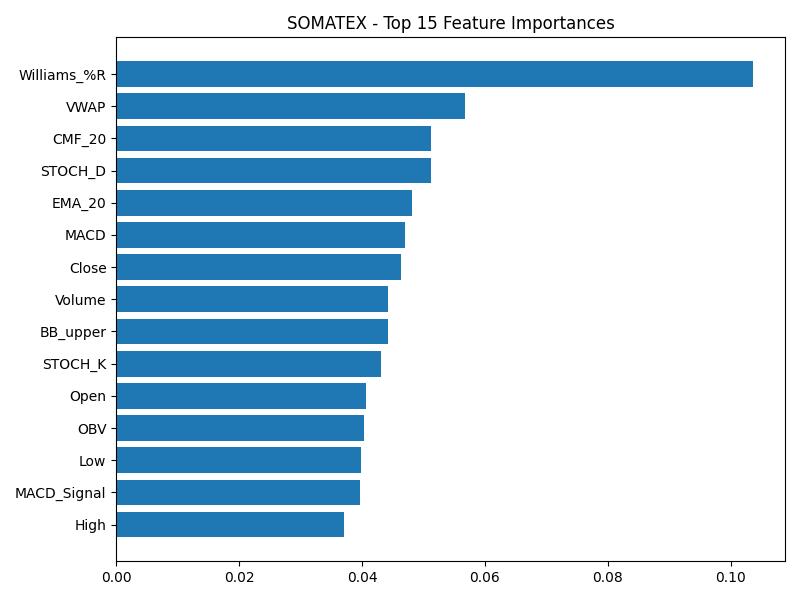 SOMATEX - Top 15 Feature Importances
Williams_%R
VWAP
CMF_20
STOCH_D
EMA_20
MACD
Close
Volume
BB_upper
STOCH_K
Open
OBV
Low
MACD_Signal
High
0.00 0.02 0.04 0.06 0.08 0.10